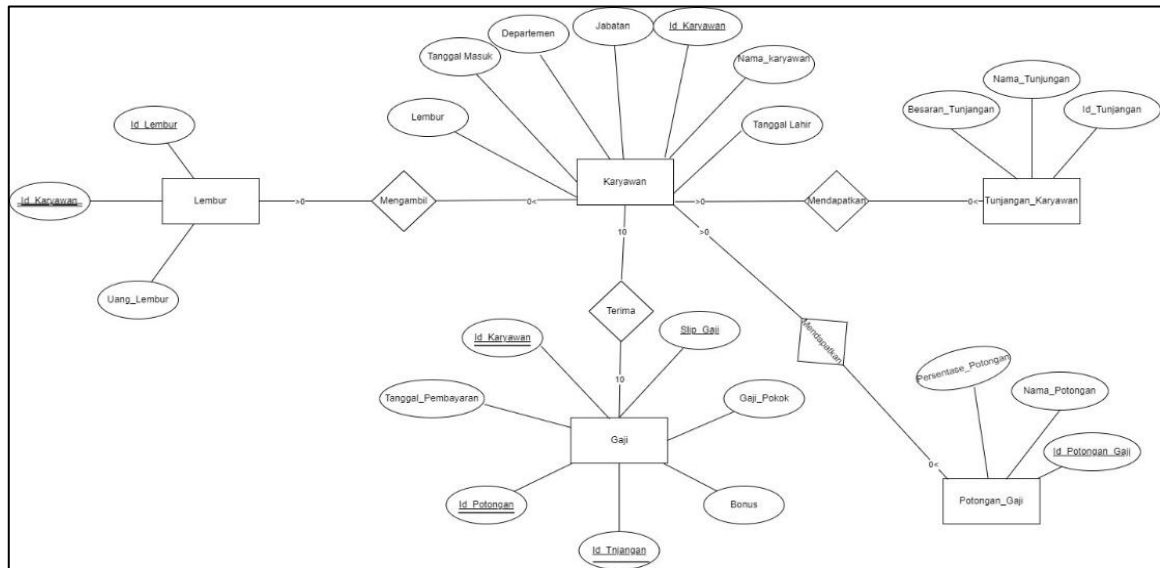 Departemen
Jabatan
Id_Karyawan
Tanggal Masuk
Nama_karyawan
Nama_Tunjungan
Lembur
Tanggal Lahir
Besaran_Tunjangan
Id_Tunjangan
Id_Lembur
Id_Karyawan
Lembur
>0
Mengambil
0<
Karyawan
>0
Mendapatkan
0<
Tunjangan_Karyawan
Uang_Lembur
10
>0
Terima
Mendapatkan
Id_Karyawan
Slip_Gaji
10
Tanggal_Pembayaran
Gaji_Pokok
Persentase_Potongan
Nama_Potongan
Gaji
Id_Potongan_Gaji
0<
Id_Potongan
Bonus
Potongan_Gaji
Id_Tnjangan